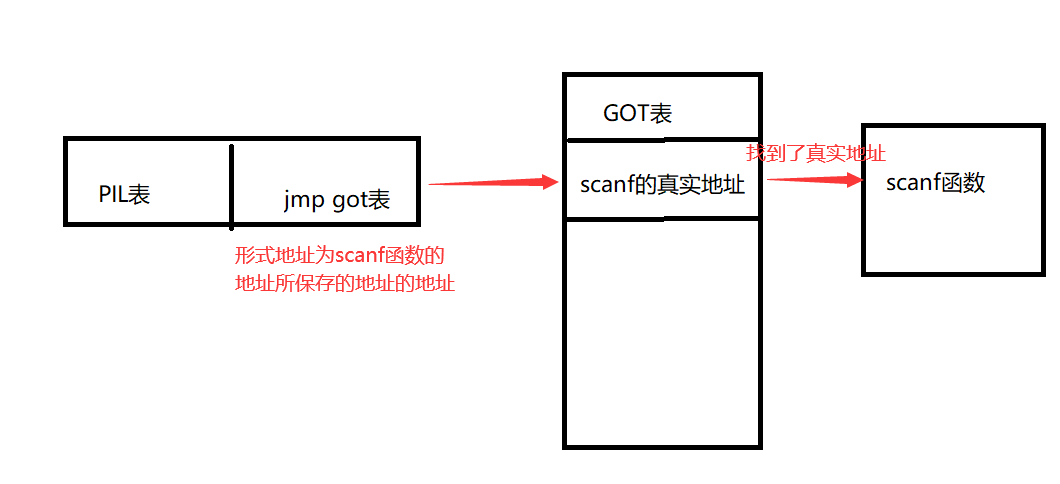 GOT表
找到了真实地址
PIL表
jmp got表
scanf的真实地址
scanf函数
形式地址为scanf函数的
地址所保存的地址的地址